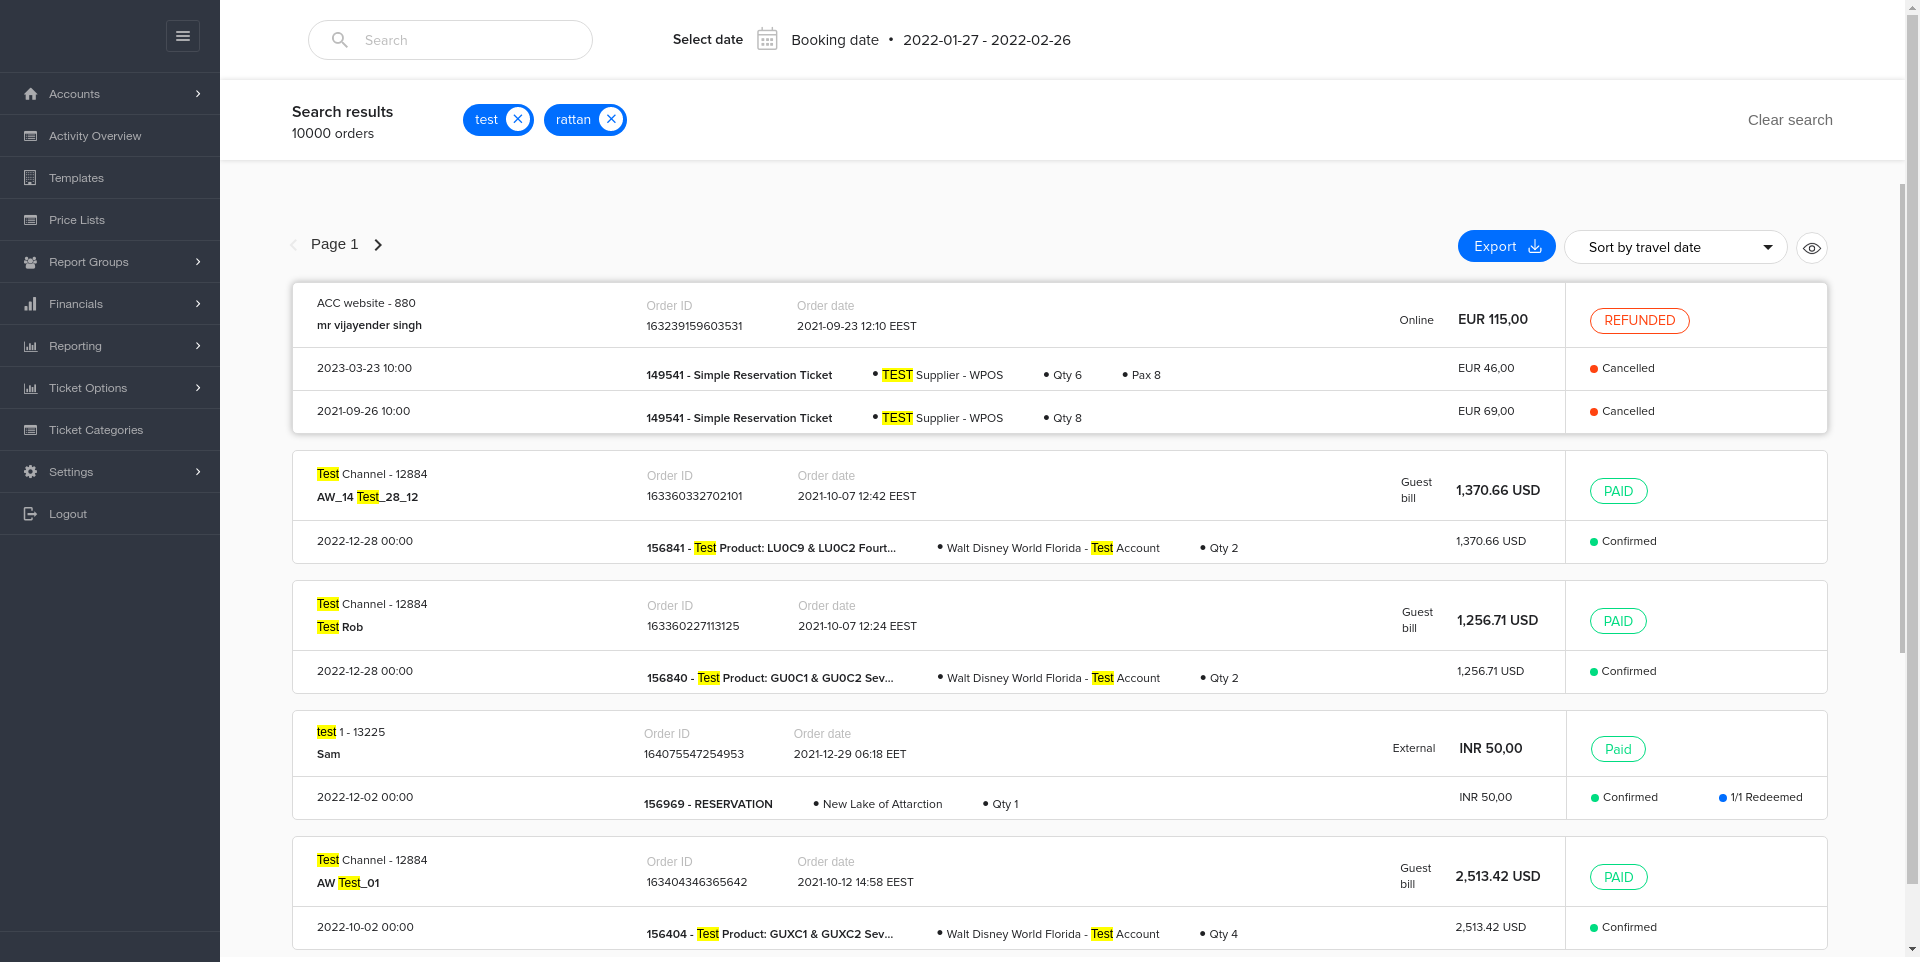 Search
Select date Booking date • 2022-01-27 - 2022-02-26
Accounts
Activity Overview
Templates
Price Lists
Report Groups
Financials
Reporting
Ticket Options
Ticket Categories
Settings
Logout
Search results
10000 orders
test
rattan
Clear search
Page 1
Export
Sort by travel date
ACC website - 880
mr vijayender singh
Order ID
163239159603531
Order date
2021-09-23 12:10 EEST
Online
EUR 115,00
REFUNDED
2023-03-23 10:00
149541 - Simple Reservation Ticket • TEST Supplier - WPOS • Qty 6 • Pax 8
EUR 46,00
Cancelled
2021-09-26 10:00
149541 - Simple Reservation Ticket • TEST Supplier - WPOS • Qty 8
EUR 69,00
Cancelled
Test Channel - 12884
AW_14 Test_28_12
Order ID
163360332702101
Order date
2021-10-07 12:42 EEST
Guest
bill
1,370.66 USD
PAID
2022-12-28 00:00
156841 - Test Product: LU0C9 & LU0C2 Fourt... • Walt Disney World Florida - Test Account • Qty 2
1,370.66 USD
Confirmed
Test Channel - 12884
Test Rob
Order ID
163360227113125
Order date
2021-10-07 12:24 EEST
Guest
bill
1,256.71 USD
PAID
2022-12-28 00:00
156840 - Test Product: GU0C1 & GU0C2 Sev... • Walt Disney World Florida - Test Account • Qty 2
1,256.71 USD
Confirmed
test 1 - 13225
Sam
Order ID
164075547254953
Order date
2021-12-29 06:18 EET
External
INR 50,00
Paid
2022-12-02 00:00
156969 - RESERVATION • New Lake of Attarction • Qty 1
INR 50,00
Confirmed
1/1 Redeemed
Test Channel - 12884
AW Test_01
Order ID
163404346365642
Order date
2021-10-12 14:58 EEST
Guest
bill
2,513.42 USD
PAID
2022-10-02 00:00
156404 - Test Product: GUXC1 & GUXC2 Sev... • Walt Disney World Florida - Test Account • Qty 4
2,513.42 USD
Confirmed